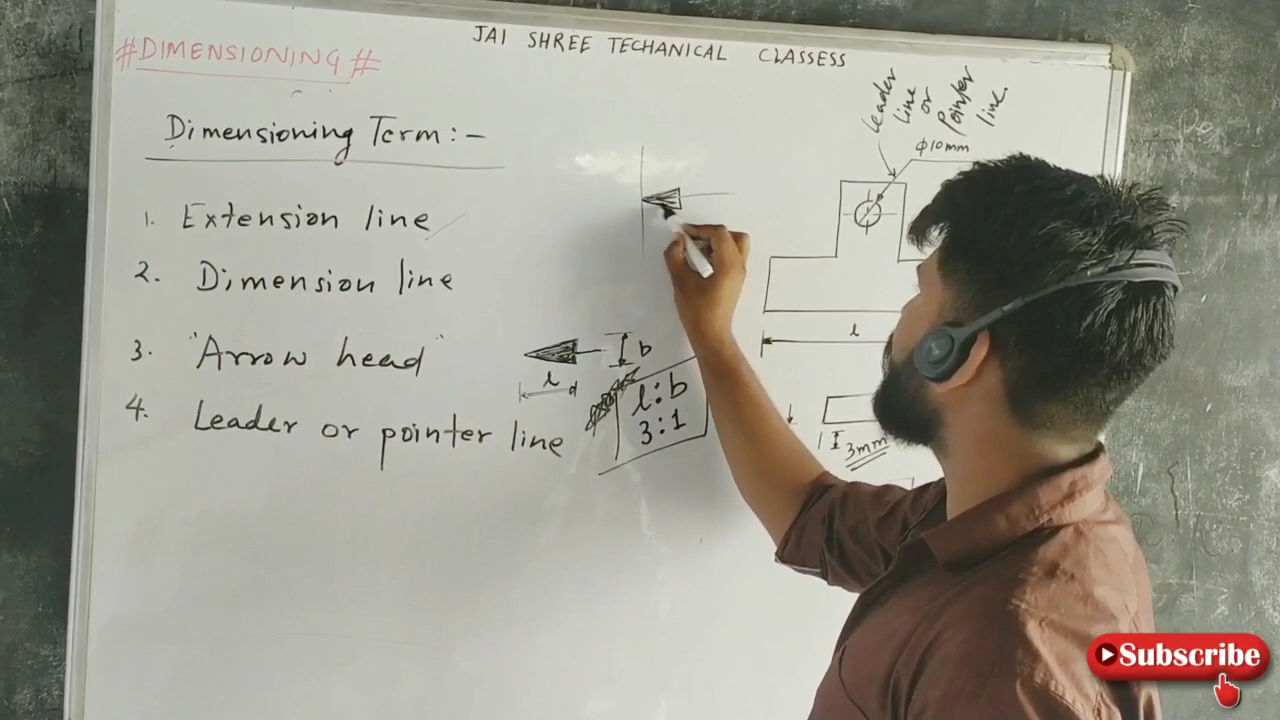 JAI SHREE TECHANICAL CLASSESS
#DIMENSIONING#
Dimensioning Term:-
1. Extension line
2. Dimension line
3. "Arrow head"
4. Leader or pointer line
l
b
l:b
3:1
leader
line
or
pointer
line.
φ10mm
l
3mm
Subscribe